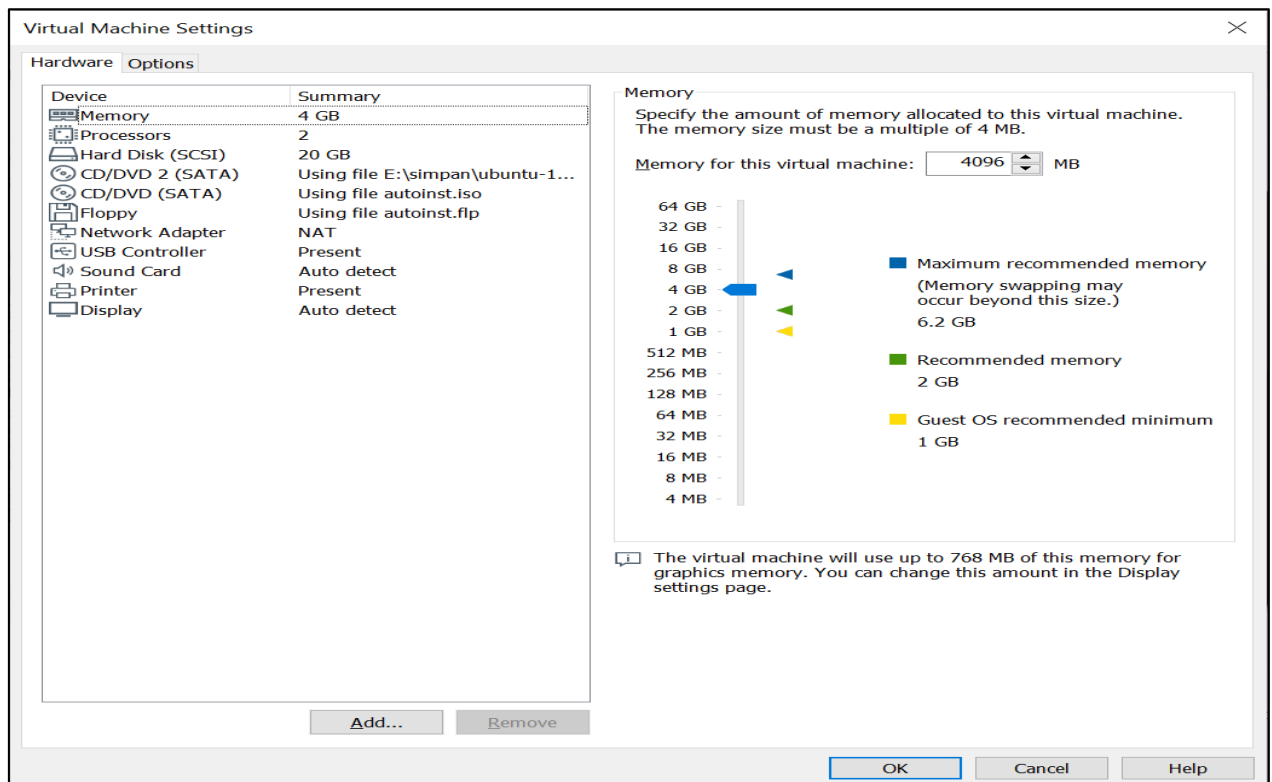 Virtual Machine Settings
Hardware Options
Device Summary
Memory 4 GB
Processors 2
Hard Disk (SCSI) 20 GB
CD/DVD 2 (SATA) Using file E:\simpan\ubuntu-1...
CD/DVD (SATA) Using file autoinst.iso
Floppy Using file autoinst.flp
Network Adapter NAT
USB Controller Present
Sound Card Auto detect
Printer Present
Display Auto detect
Add... Remove
Memory
Specify the amount of memory allocated to this virtual machine.
The memory size must be a multiple of 4 MB.
Memory for this virtual machine: 4096 MB
64 GB
32 GB
16 GB
8 GB
4 GB
2 GB
1 GB
512 MB
256 MB
128 MB
64 MB
32 MB
16 MB
8 MB
4 MB
Maximum recommended memory
(Memory swapping may
occur beyond this size.)
6.2 GB
Recommended memory
2 GB
Guest OS recommended minimum
1 GB
The virtual machine will use up to 768 MB of this memory for
graphics memory. You can change this amount in the Display
settings page.
OK Cancel Help